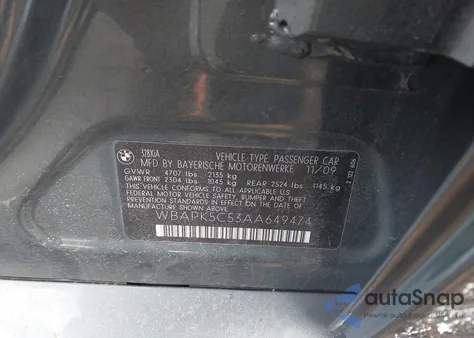 328XiA
VEHICLE TYPE: PASSENGER CAR
MFD BY BAYERISCHE MOTORENWERKE 11/09
GVWR 4707 lbs 2135 kg
GAWR FRONT 2304 lbs 1045 kg REAR 2524 lbs 1145 kg
THIS VEHICLE CONFORMS TO ALL APPLICABLE
FEDERAL MOTOR VEHICLE SAFETY, BUMPER AND THEFT
PREVENTION STANDARDS IN EFFECT ON THE DATE OF
MANUFACTURE SHOWN ABOVE.
WBAPK5C53AA649474
autoSnap